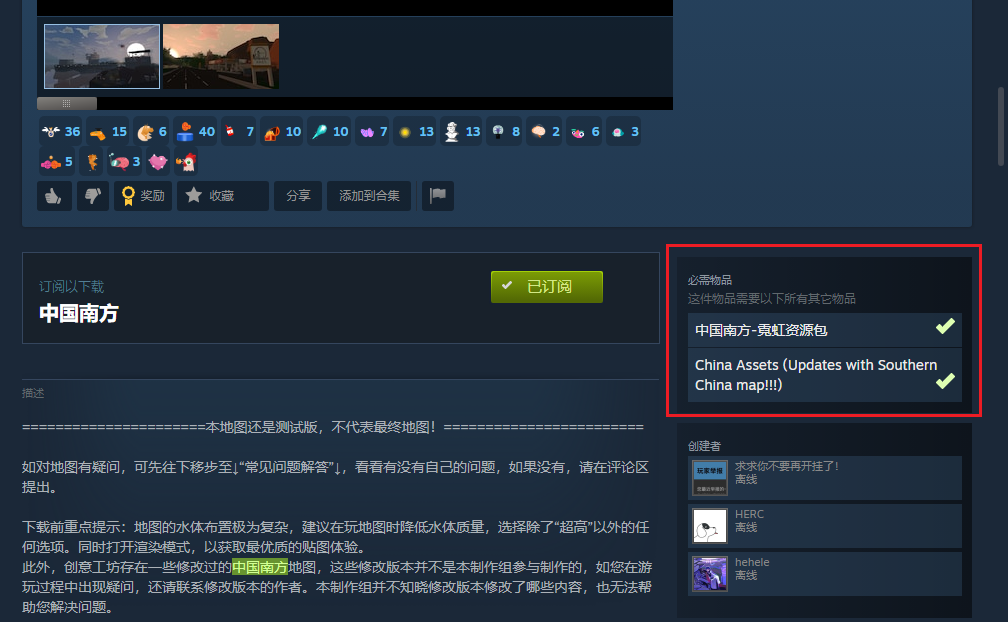 36 15 6 40 7 10 10 7 13 13 8 2 6 3
5 3
奖励 收藏 分享 添加到合集
订阅以下载
中国南方
已订阅
必需物品
这件物品需要以下所有其它物品
中国南方-霓虹资源包
China Assets (Updates with Southern
China map!!!)
描述
======================本地图还是测试版，不代表最终地图！========================
如对地图有疑问，可先往下移步至↓“常见问题解答”↓，看看有没有自己的问题，如果没有，请在评论区
提出。
下载前重点提示：地图的水体布置极为复杂，建议在玩地图时降低水体质量，选择除了“超高”以外的任
何选项。同时打开渲染模式，以获取最优质的贴图体验。
此外，创意工坊存在一些修改过的中国南方地图，这些修改版本并不是本制作组参与制作的，如您在游
玩过程中出现疑问，还请联系修改版本的作者。本制作组并不知晓修改版本修改了哪些内容，也无法帮
助您解决问题。
创建者
求求你不要再开挂了！
离线
HERC
离线
hehele
离线